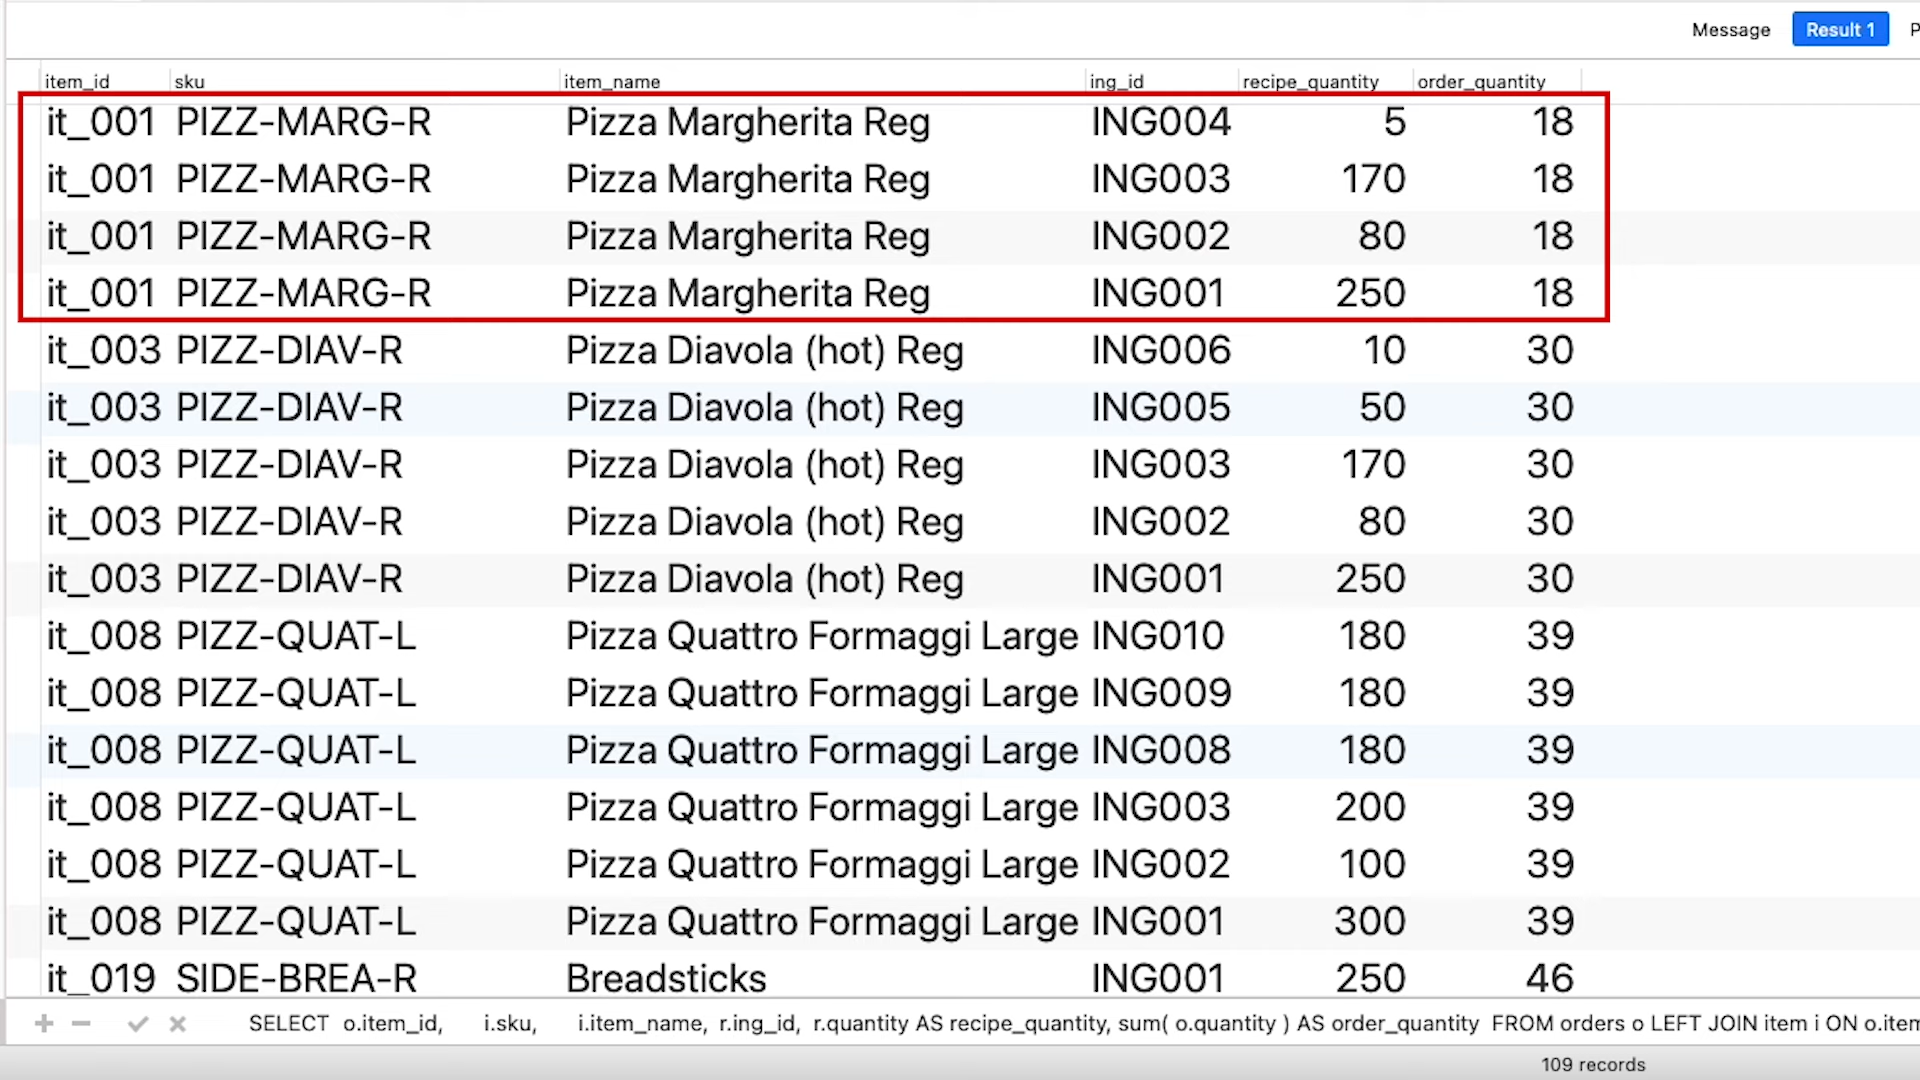 Message Result 1 P
item_id sku item_name ing_id recipe_quantity order_quantity
it_001 PIZZ-MARG-R Pizza Margherita Reg ING004 5 18
it_001 PIZZ-MARG-R Pizza Margherita Reg ING003 170 18
it_001 PIZZ-MARG-R Pizza Margherita Reg ING002 80 18
it_001 PIZZ-MARG-R Pizza Margherita Reg ING001 250 18
it_003 PIZZ-DIAV-R Pizza Diavola (hot) Reg ING006 10 30
it_003 PIZZ-DIAV-R Pizza Diavola (hot) Reg ING005 50 30
it_003 PIZZ-DIAV-R Pizza Diavola (hot) Reg ING003 170 30
it_003 PIZZ-DIAV-R Pizza Diavola (hot) Reg ING002 80 30
it_003 PIZZ-DIAV-R Pizza Diavola (hot) Reg ING001 250 30
it_008 PIZZ-QUAT-L Pizza Quattro Formaggi Large ING010 180 39
it_008 PIZZ-QUAT-L Pizza Quattro Formaggi Large ING009 180 39
it_008 PIZZ-QUAT-L Pizza Quattro Formaggi Large ING008 180 39
it_008 PIZZ-QUAT-L Pizza Quattro Formaggi Large ING003 200 39
it_008 PIZZ-QUAT-L Pizza Quattro Formaggi Large ING002 100 39
it_008 PIZZ-QUAT-L Pizza Quattro Formaggi Large ING001 300 39
it_019 SIDE-BREA-R Breadsticks ING001 250 46
SELECT o.item_id, i.sku, i.item_name, r.ing_id, r.quantity AS recipe_quantity, sum( o.quantity ) AS order_quantity FROM orders o LEFT JOIN item i ON o.item
109 records